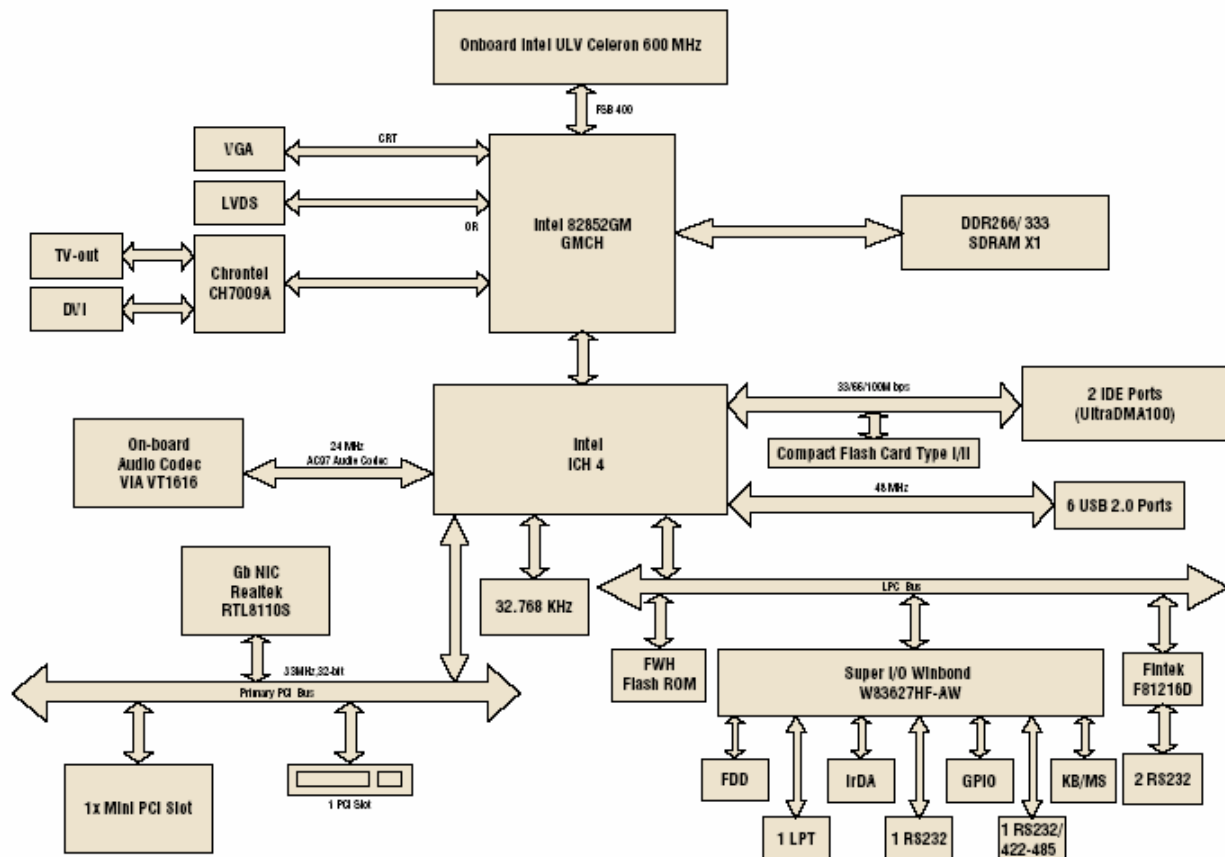 Onboard Intel ULV Celeron 600 MHz
FSB 400
VGA
CRT
LVDS
OR
Intel 82852GM
GMCH
DDR266/ 333
SDRAM X1
TV-out
Chrontel
CH7009A
DVI
33/66/100M bps
2 IDE Ports
(UltraDMA100)
On-board
Audio Codec
VIA VT1616
24 MHz
AC97 Audio Codec
Intel
ICH 4
Compact Flash Card Type I/II
48 MHz
6 USB 2.0 Ports
Gb NIC
Realtek
RTL8110S
32.768 KHz
LPC Bus
33MHz,32-bit
Primary PCI Bus
FWH
Flash ROM
Super I/O Winbond
W83627HF-AW
Fintek
F81216D
1x Mini PCI Slot
1 PCI Slot
FDD
IrDA
GPIO
KB/MS
2 RS232
1 LPT
1 RS232
1 RS232/
422-485